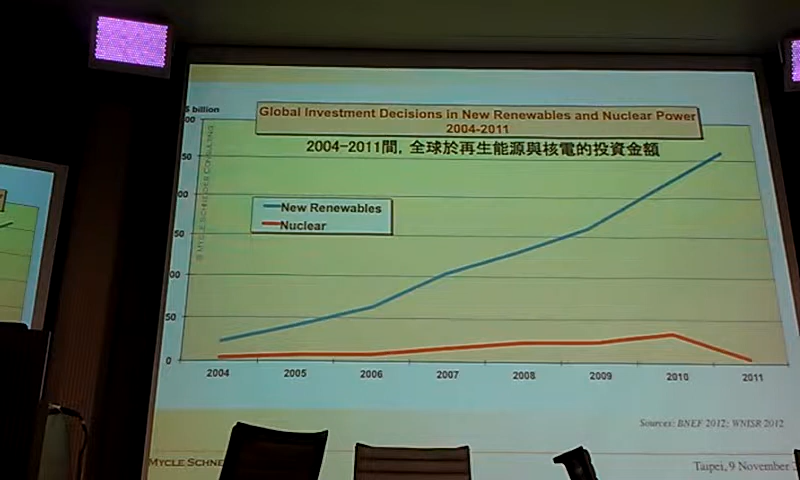 $ billion
Global Investment Decisions in New Renewables and Nuclear Power
2004-2011
2004-2011間, 全球於再生能源與核電的投資金額
© MYCLE SCHNEIDER CONSULTING
New Renewables
Nuclear
00
50
00
50
00
50
0
2004 2005 2006 2007 2008 2009 2010 2011
Sources: BNEF 2012; WNISR 2012
MYCLE SCHNE
Taipei, 9 November